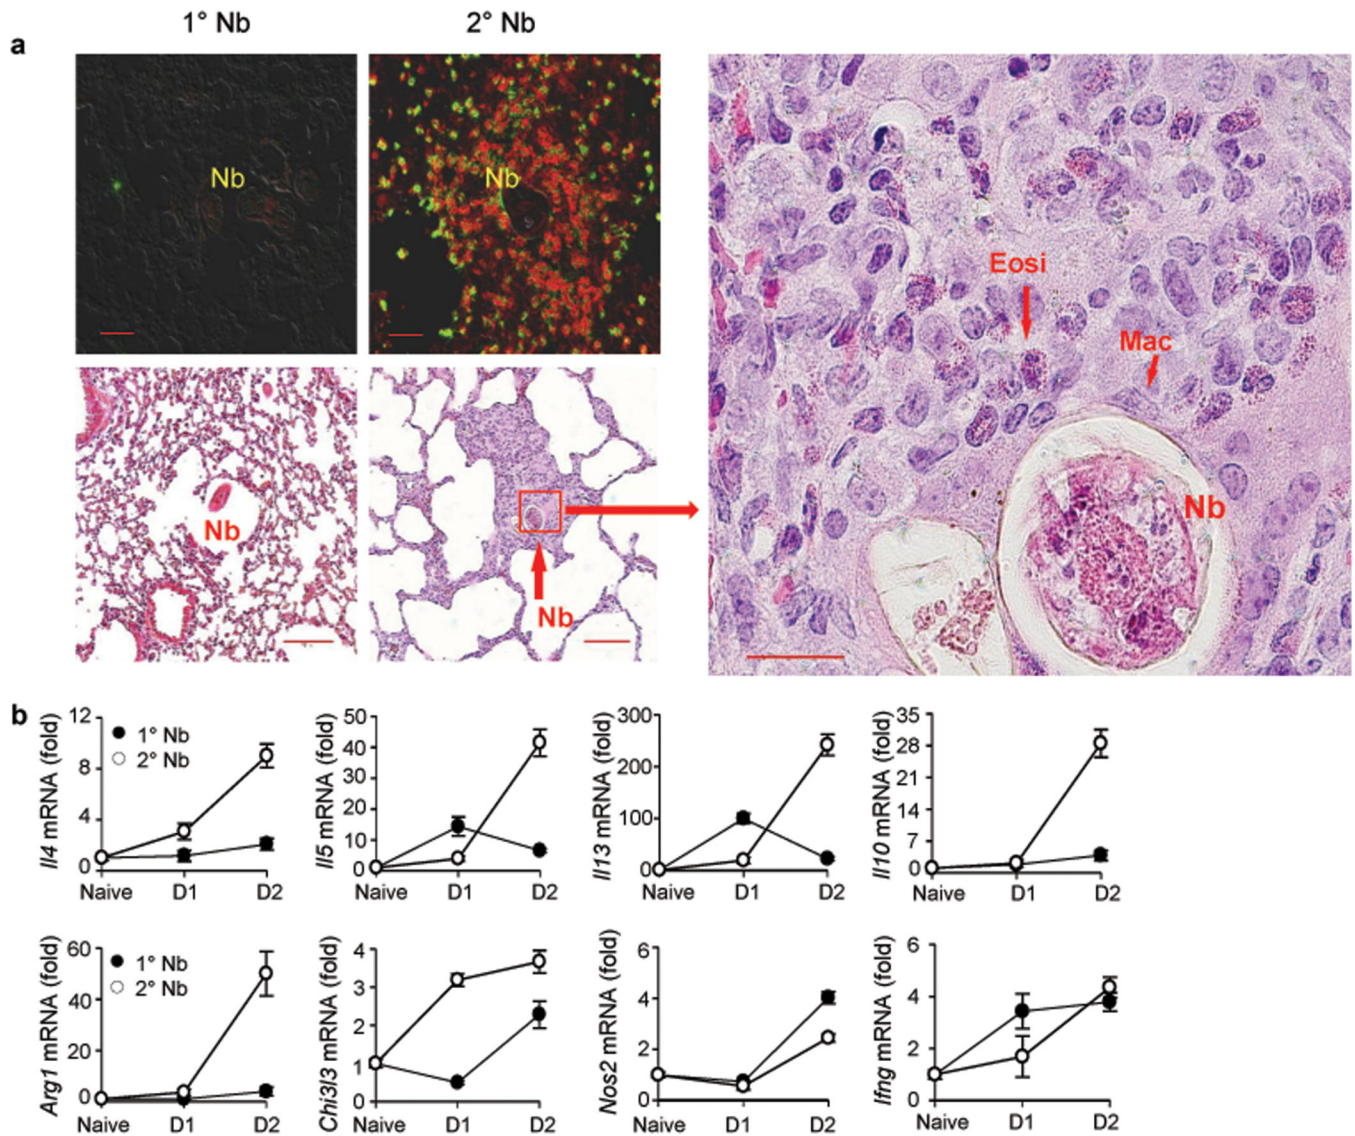 1° Nb 2° Nb
a
Nb
Nb
Nb
Nb
Eosi
Mac
Nb
b
Il4 mRNA (fold)
12
8
4
0
1° Nb
2° Nb
Naive D1 D2
Il5 mRNA (fold)
50
40
30
20
10
0
Naive D1 D2
Il13 mRNA (fold)
300
200
100
0
Naive D1 D2
Il10 mRNA (fold)
35
28
21
14
7
0
Naive D1 D2
Arg1 mRNA (fold)
60
40
20
0
1° Nb
2° Nb
Naive D1 D2
Chi3l3 mRNA (fold)
4
3
2
1
0
Naive D1 D2
Nos2 mRNA (fold)
6
4
2
0
Naive D1 D2
Ifng mRNA (fold)
6
4
2
0
Naive D1 D2